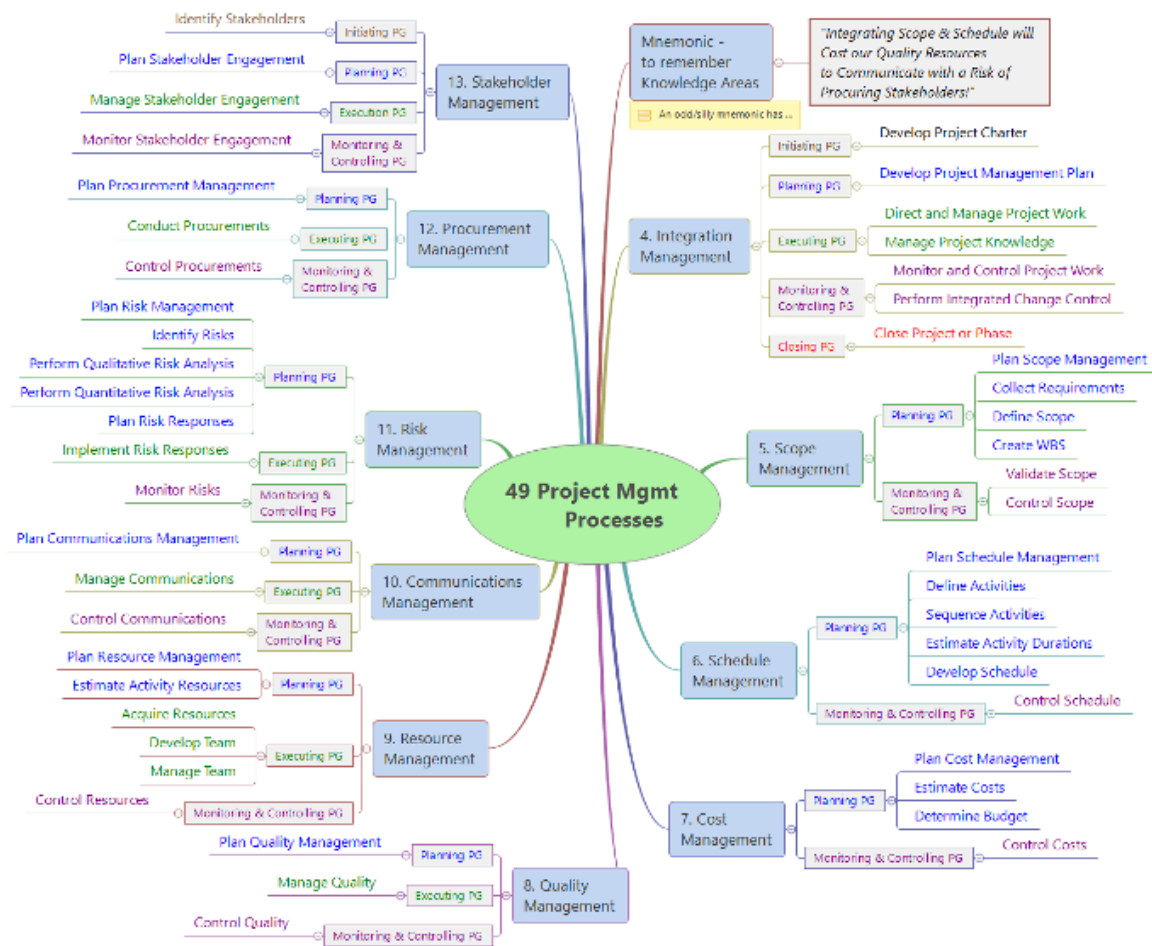 49 Project Mgmt
Processes
Mnemonic -
to remember
Knowledge Areas
"Integrating Scope & Schedule will
Cost our Quality Resources
to Communicate with a Risk of
Procuring Stakeholders!"
An odd/silly mnemonic has ...
4. Integration
Management
Initiating PG
Develop Project Charter
Planning PG
Develop Project Management Plan
Executing PG
Direct and Manage Project Work
Manage Project Knowledge
Monitoring &
Controlling PG
Monitor and Control Project Work
Perform Integrated Change Control
Closing PG
Close Project or Phase
5. Scope
Management
Planning PG
Plan Scope Management
Collect Requirements
Define Scope
Create WBS
Monitoring &
Controlling PG
Validate Scope
Control Scope
6. Schedule
Management
Planning PG
Plan Schedule Management
Define Activities
Sequence Activities
Estimate Activity Durations
Develop Schedule
Monitoring & Controlling PG
Control Schedule
7. Cost
Management
Planning PG
Plan Cost Management
Estimate Costs
Determine Budget
Monitoring & Controlling PG
Control Costs
8. Quality
Management
Planning PG
Plan Quality Management
Executing PG
Manage Quality
Monitoring & Controlling PG
Control Quality
9. Resource
Management
Planning PG
Plan Resource Management
Estimate Activity Resources
Executing PG
Acquire Resources
Develop Team
Manage Team
Monitoring & Controlling PG
Control Resources
10. Communications
Management
Planning PG
Plan Communications Management
Executing PG
Manage Communications
Monitoring &
Controlling PG
Control Communications
11. Risk
Management
Planning PG
Plan Risk Management
Identify Risks
Perform Qualitative Risk Analysis
Perform Quantitative Risk Analysis
Plan Risk Responses
Executing PG
Implement Risk Responses
Monitoring &
Controlling PG
Monitor Risks
12. Procurement
Management
Planning PG
Plan Procurement Management
Executing PG
Conduct Procurements
Monitoring &
Controlling PG
Control Procurements
13. Stakeholder
Management
Initiating PG
Identify Stakeholders
Planning PG
Plan Stakeholder Engagement
Execution PG
Manage Stakeholder Engagement
Monitoring &
Controlling PG
Monitor Stakeholder Engagement